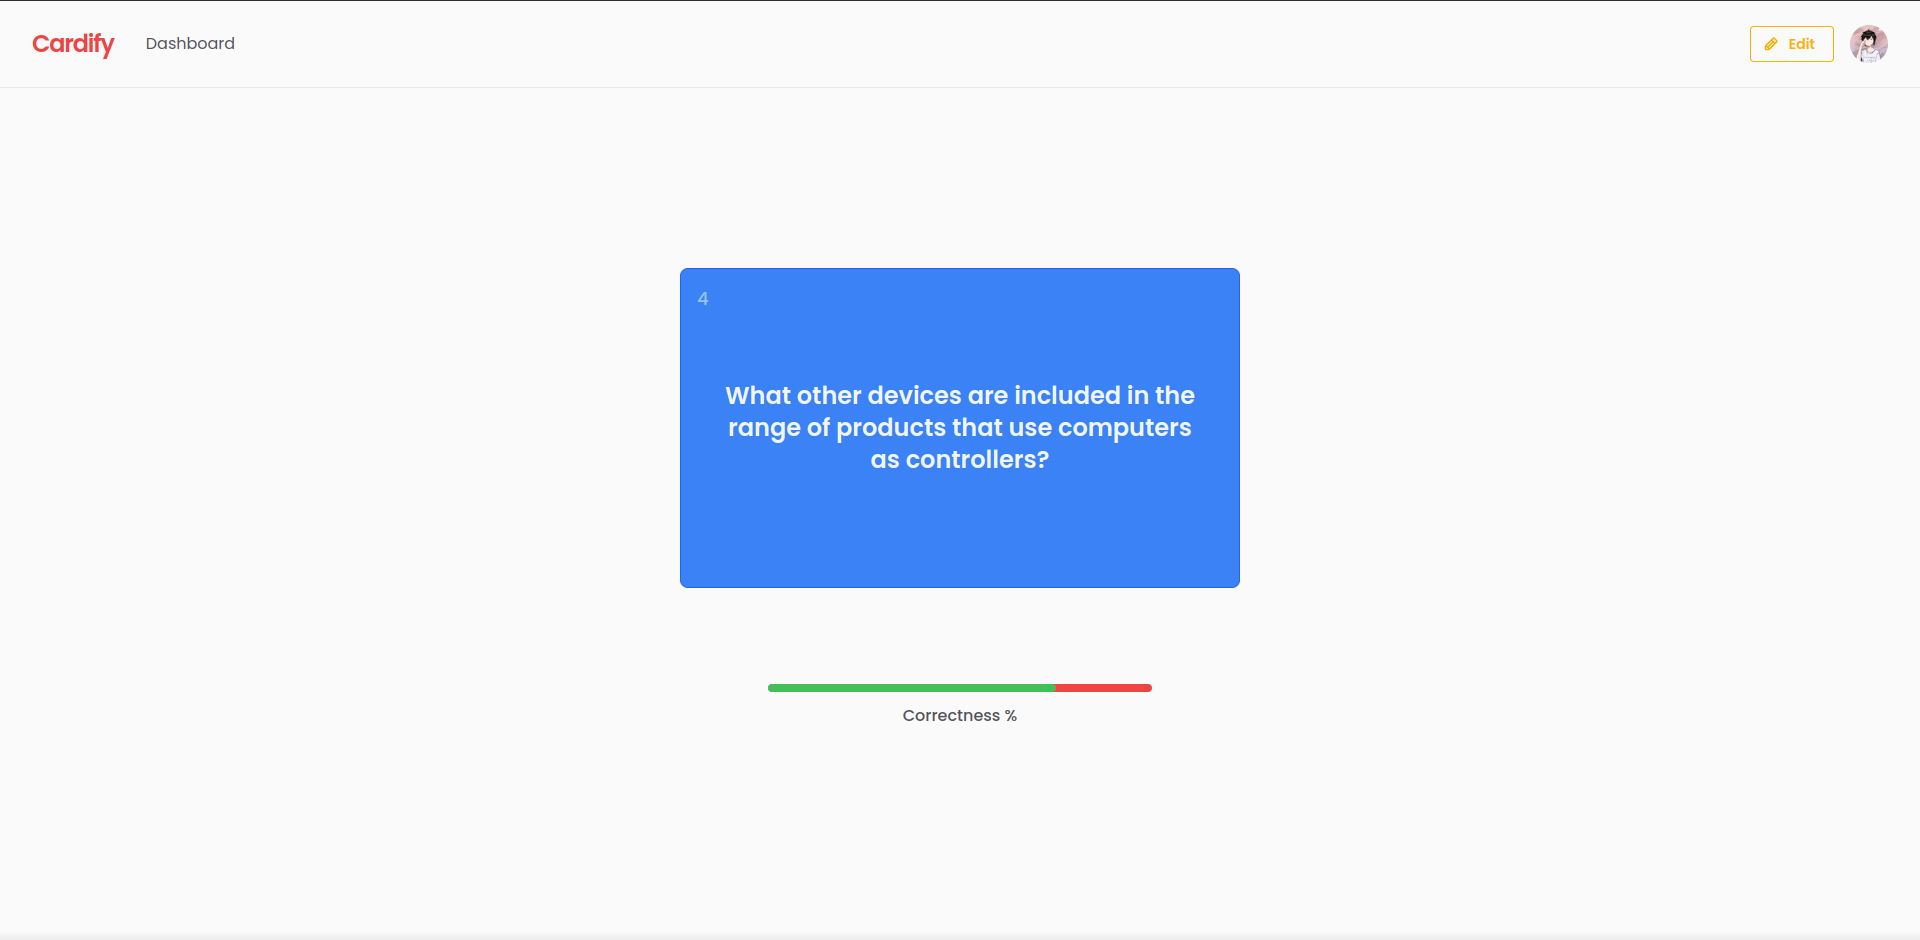 Cardify
Dashboard
Edit
4
What other devices are included in the
range of products that use computers
as controllers?
Correctness %